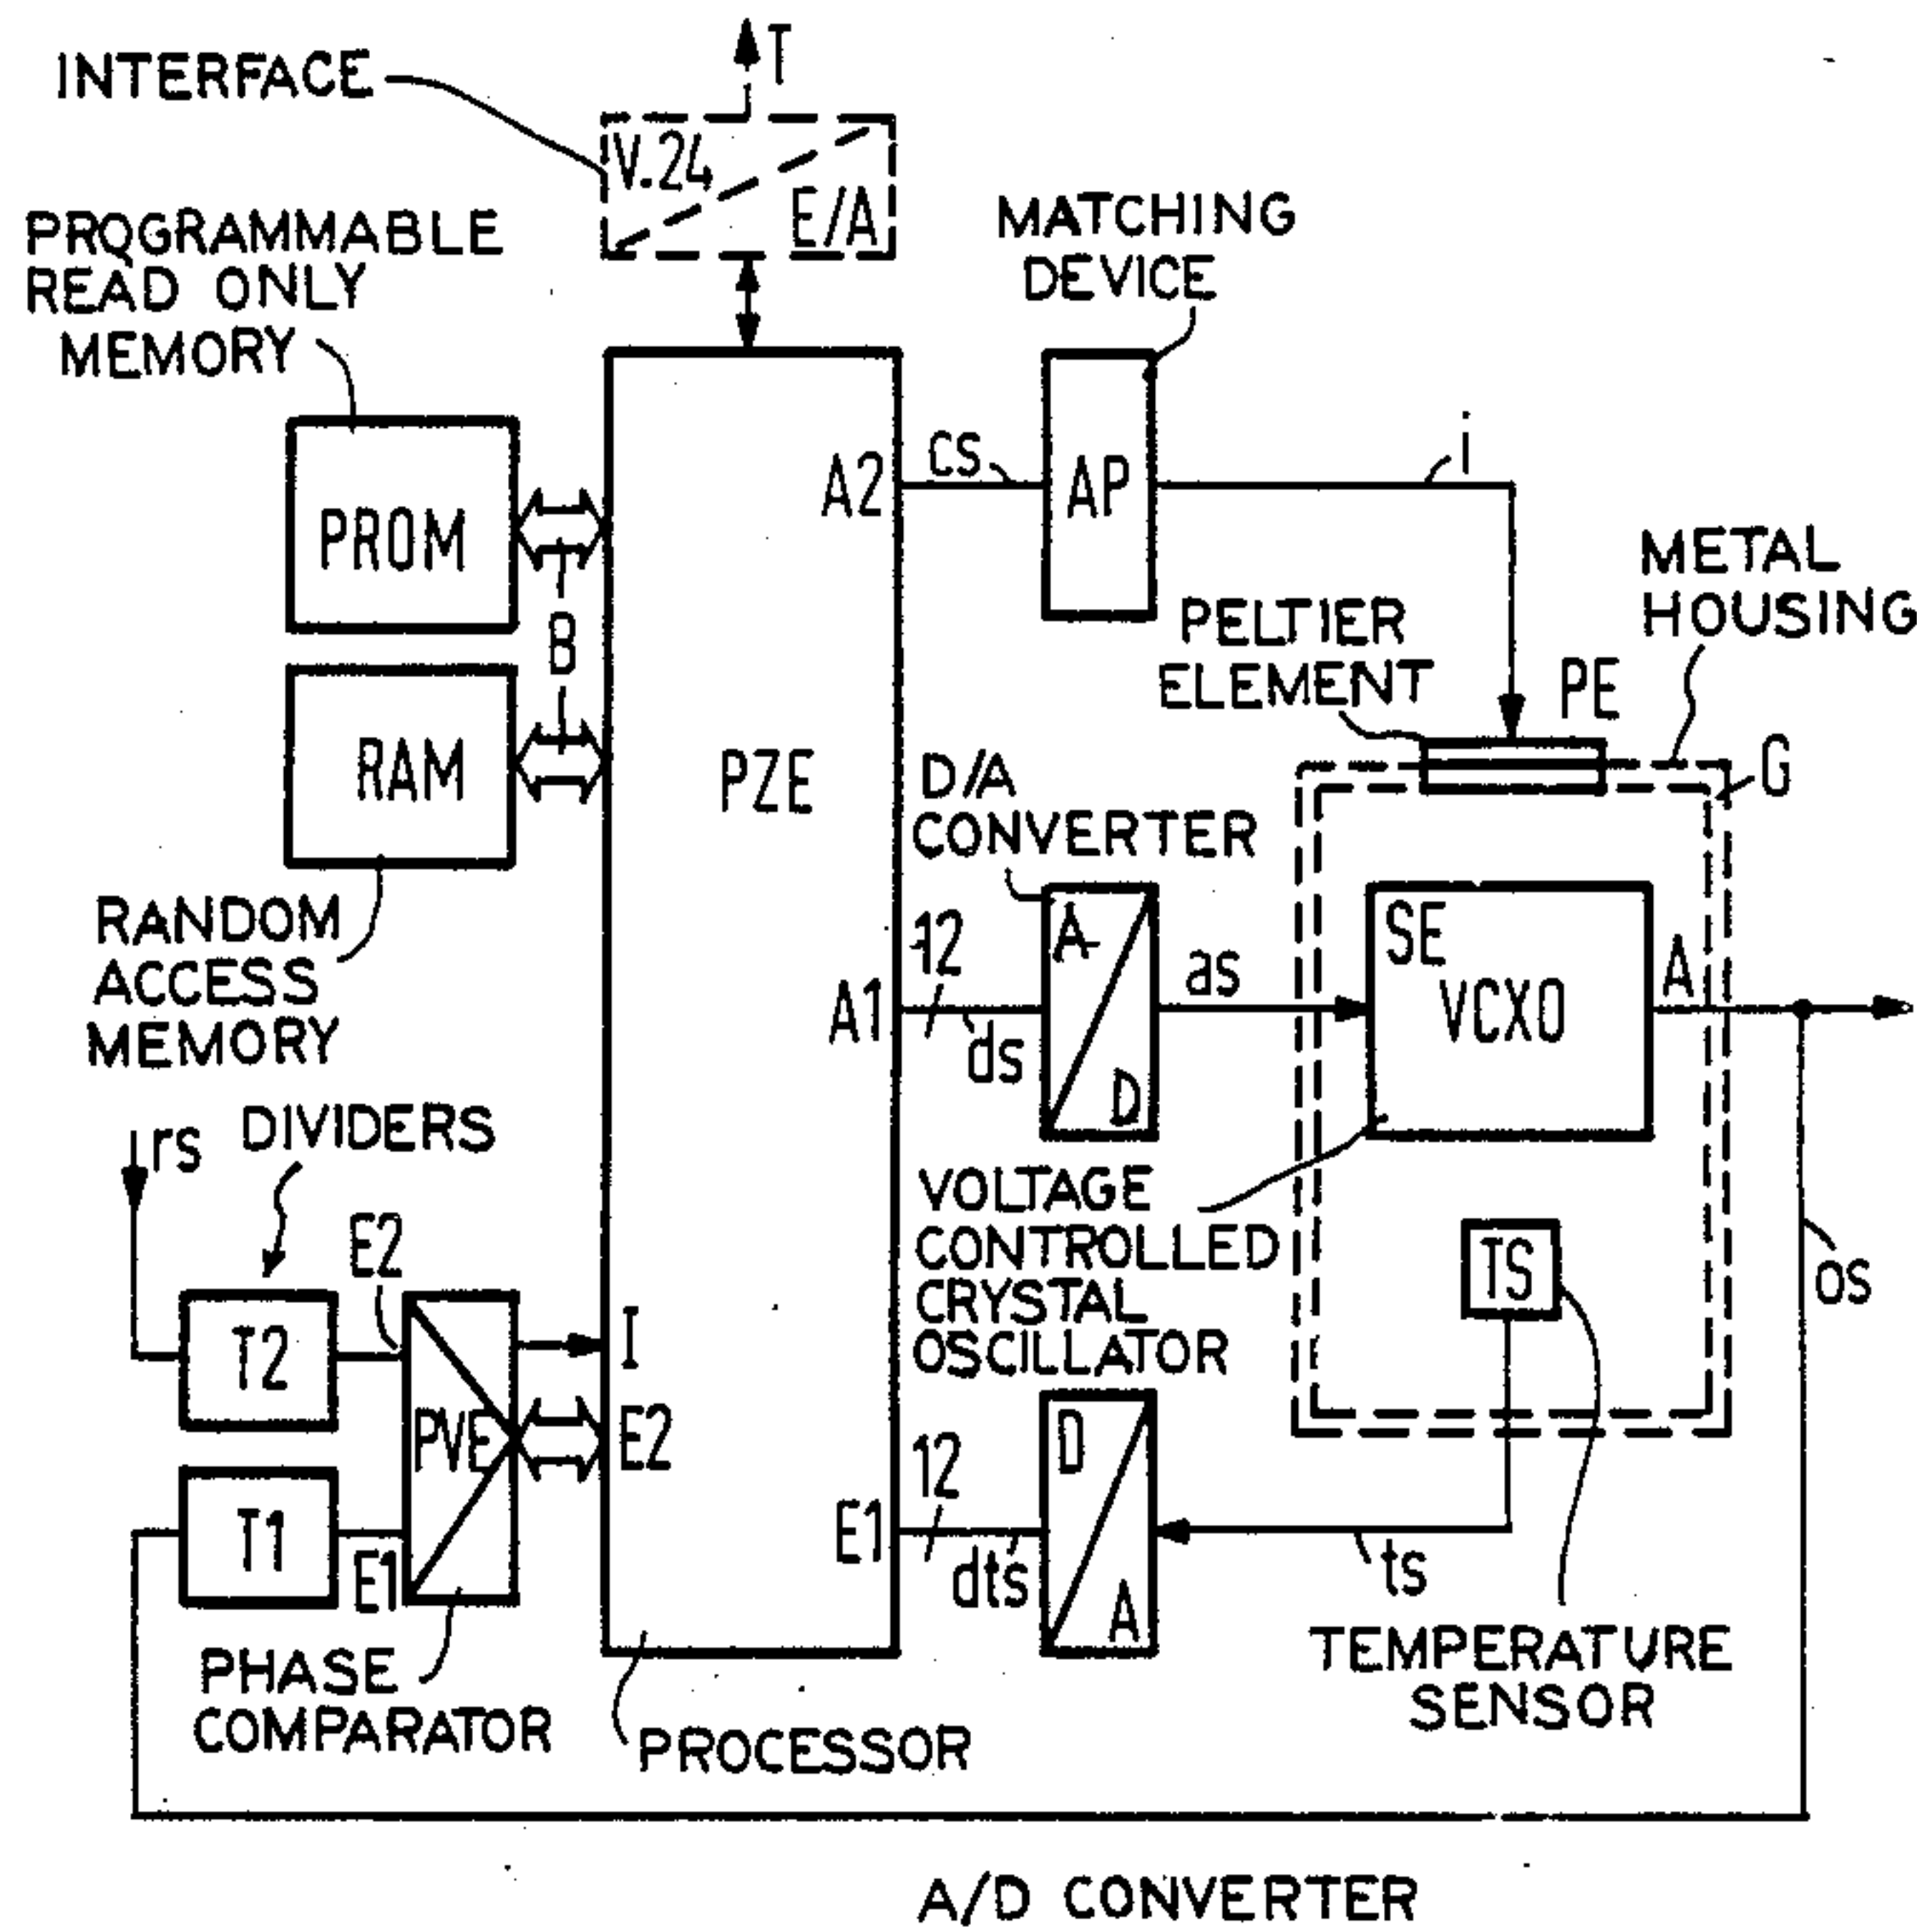 INTERFACE
T
V.24
E/A
PROGRAMMABLE
READ ONLY
MEMORY
MATCHING
DEVICE
PROM
B
RAM
RANDOM
ACCESS
MEMORY
A2
cs
AP
i
METAL
HOUSING
PELTIER
ELEMENT
PE
G
PZE
D/A
CONVERTER
12
A
D
as
SE
VCXO
A
A1
ds
rs
DIVIDERS
E2
T2
I
PVE
E2
T1
E1
PHASE
COMPARATOR
PROCESSOR
VOLTAGE
CONTROLLED
CRYSTAL
OSCILLATOR
TS
os
E1
12
dts
D
A
ts
TEMPERATURE
SENSOR
A/D CONVERTER